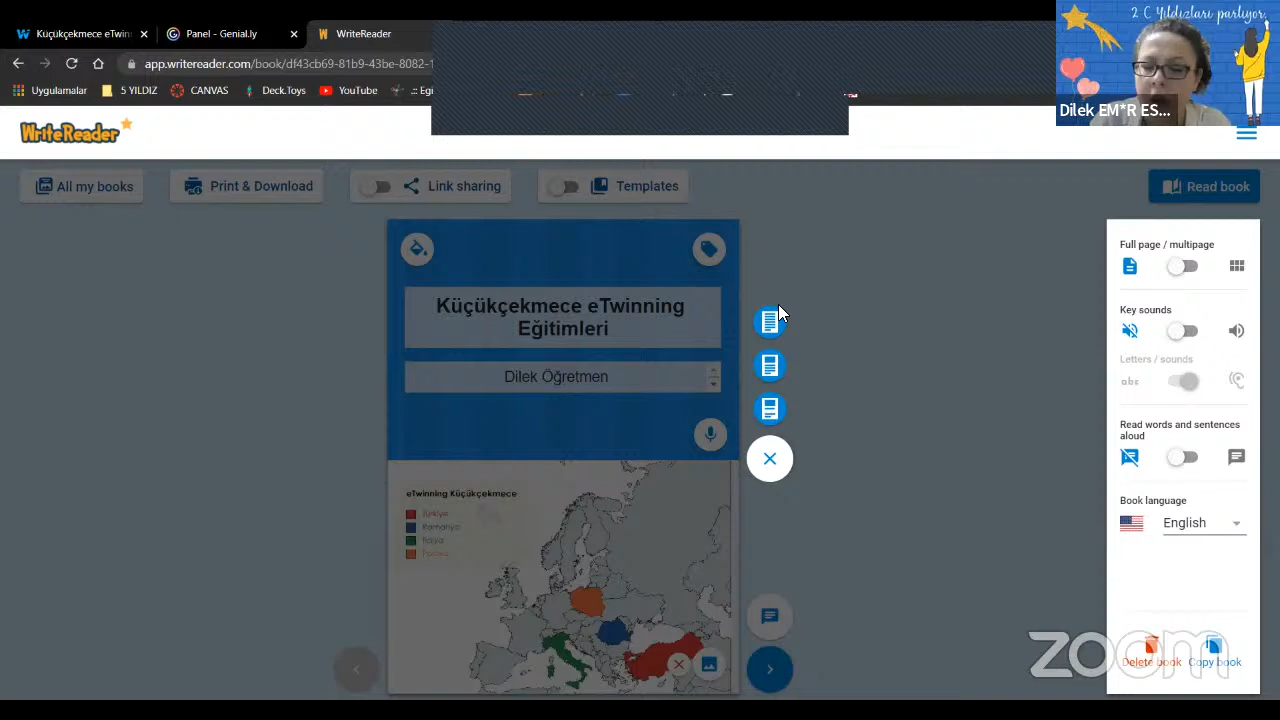 Küçükçekmece eTwin
Panel - Genial.ly
WriteReader
app.writereader.com/book/df43cb69-81b9-43be-8082-1
Uygulamalar
5 YILDIZ
CANVAS
Deck.Toys
YouTube
.:: Eği
2 C Yıldızları parlıyor.
Dilek EM*R ES...
WriteReader
All my books
Print & Download
Link sharing
Templates
Read book
Küçükçekmece eTwinning
Eğitimleri
Dilek Öğretmen
eTwinning Küçükçekmece
Türkiye
Romanya
İtalya
Polonya
Full page / multipage
Key sounds
Letters / sounds
abc
Read words and sentences
aloud
Book language
English
Delete book
Copy book
zoom